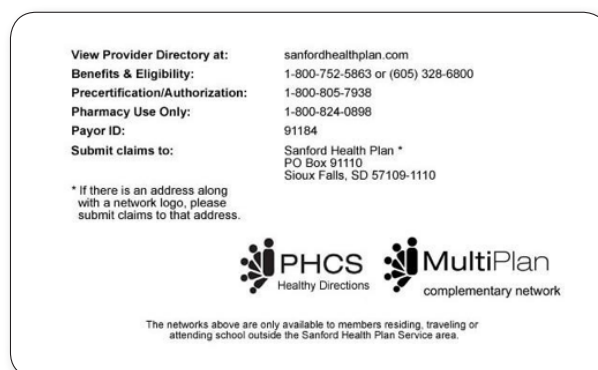 View Provider Directory at: sanfordhealthplan.com
Benefits & Eligibility: 1-800-752-5863 or (605) 328-6800
Precertification/Authorization: 1-800-805-7938
Pharmacy Use Only: 1-800-824-0898
Payor ID: 91184
Submit claims to: Sanford Health Plan *
PO Box 91110
Sioux Falls, SD 57109-1110
* If there is an address along
with a network logo, please
submit claims to that address.
PHCS
Healthy Directions
MultiPlan
complementary network
The networks above are only available to members residing, traveling or
attending school outside the Sanford Health Plan Service area.